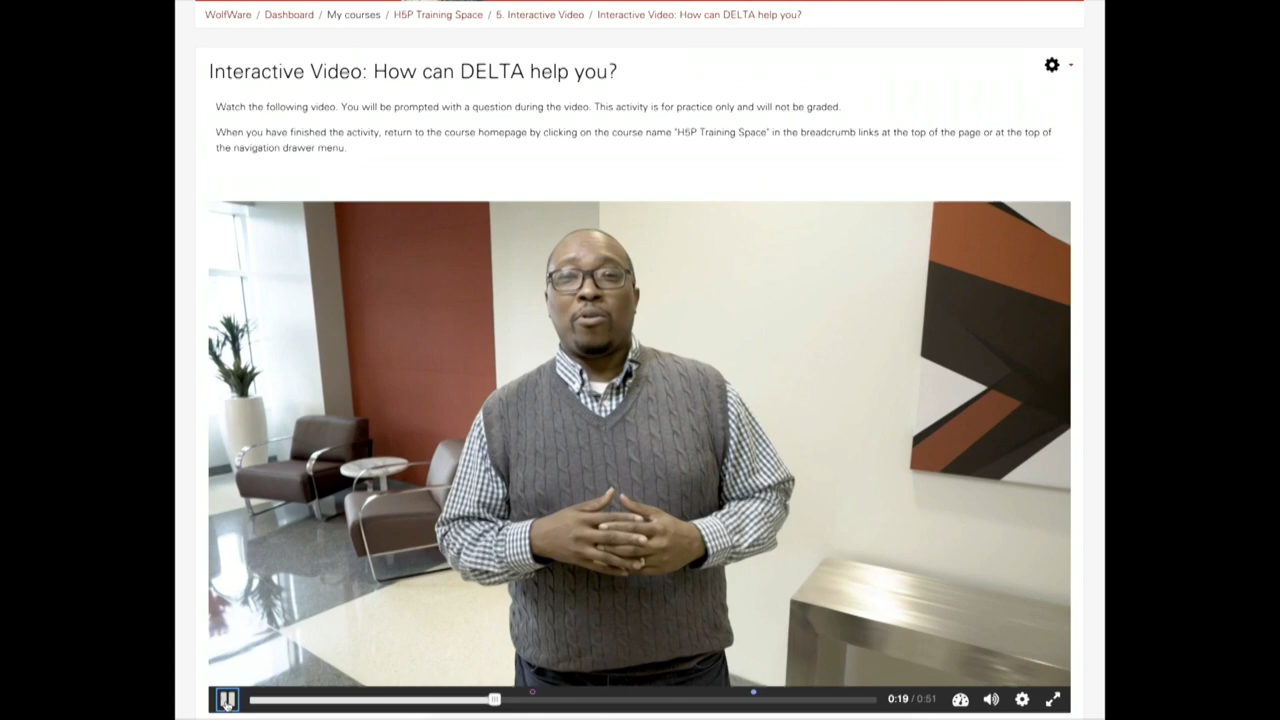 WolfWare / Dashboard / My courses / H5P Training Space / 5. Interactive Video / Interactive Video: How can DELTA help you?
Interactive Video: How can DELTA help you?
Watch the following video. You will be prompted with a question during the video. This activity is for practice only and will not be graded.
When you have finished the activity, return to the course homepage by clicking on the course name "H5P Training Space" in the breadcrumb links at the top of the page or at the top of
the navigation drawer menu.
0:19 / 0:51